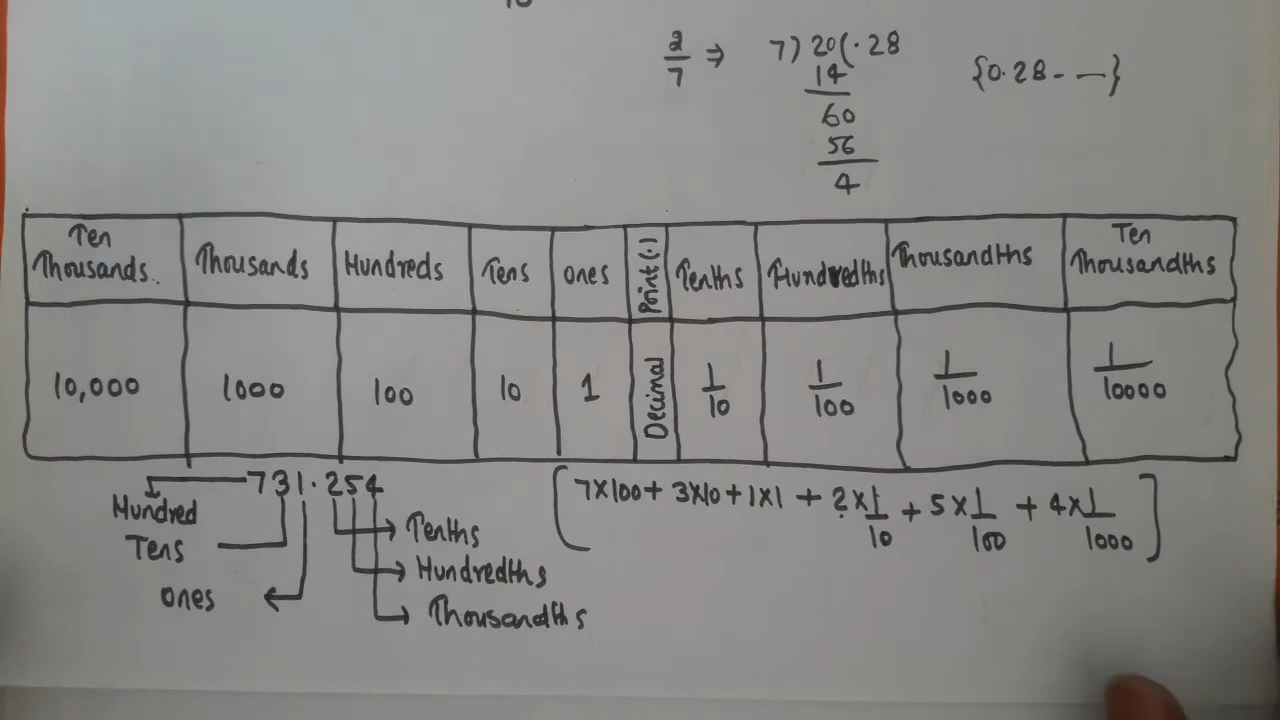 2/7 ⇒ 7) 20(.28 {0.28- —}
14
60
56
4
Ten Thousands. Thousands Hundreds Tens ones Point(.) Tenths Hundredths Thousandths Ten Thousandths
10,000 1000 100 10 1 Decimal 1/10 1/100 1/1000 1/10000
731.254
[7×100+ 3×10+1×1 + 2×1/10 + 5×1/100 + 4×1/1000]
Hundred
Tens
ones
Tenths
Hundredths
Thousandths